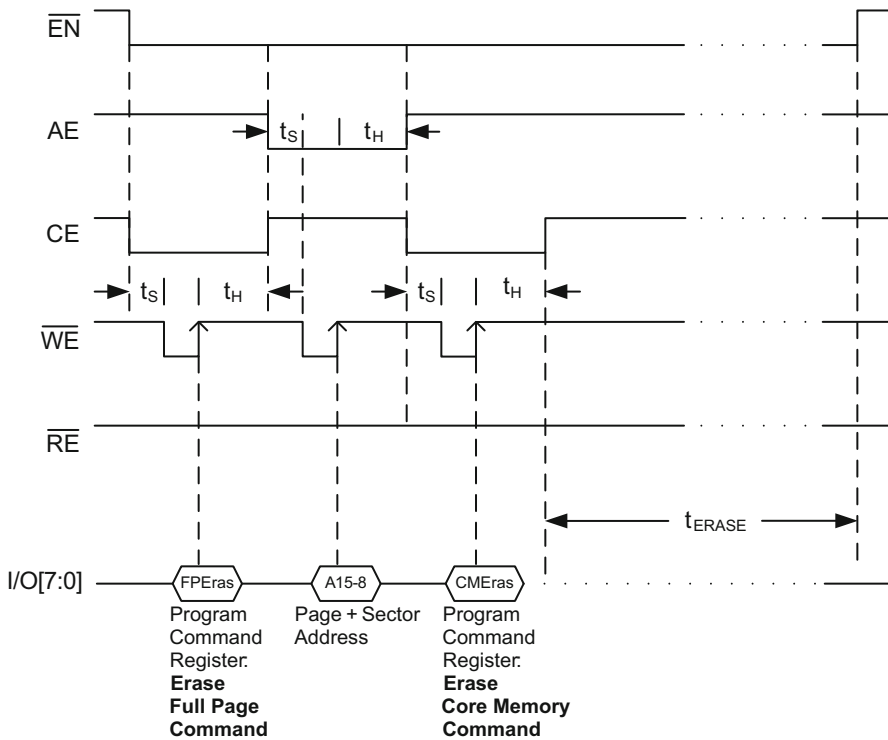 EN
AE
tS
tH
CE
tS
tH
tS
tH
WE
RE
tERASE
I/O[7:0]
FPEras
A15-8
CMEras
Program
Command
Register:
Erase
Full Page
Command
Page + Sector
Address
Program
Command
Register:
Erase
Core Memory
Command